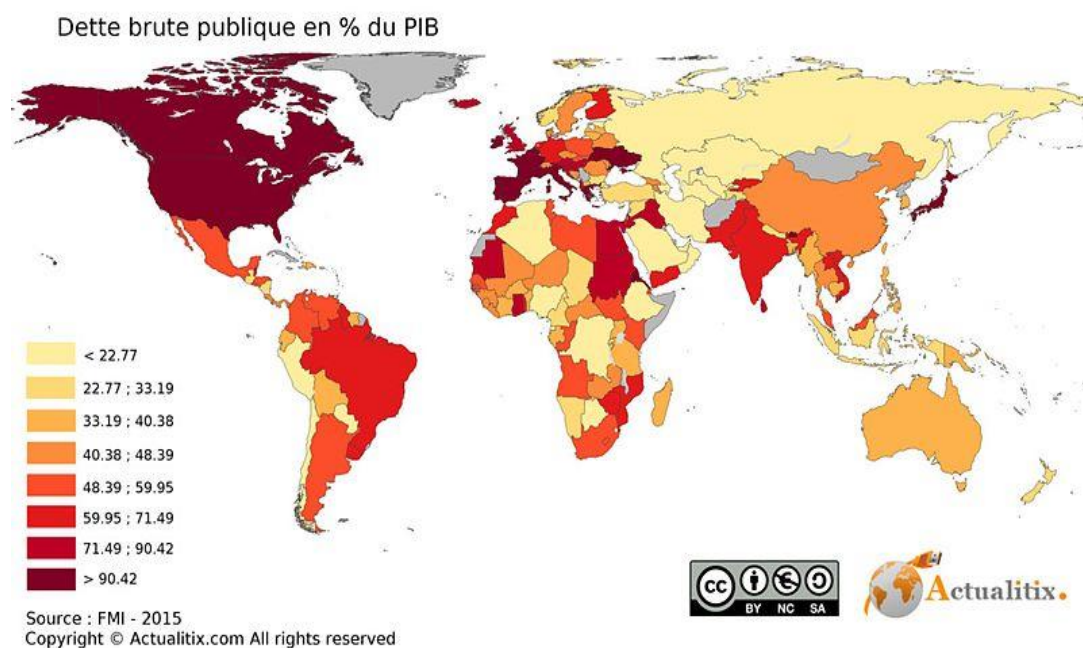 Dette brute publique en % du PIB
< 22.77
22.77 ; 33.19
33.19 ; 40.38
40.38 ; 48.39
48.39 ; 59.95
59.95 ; 71.49
71.49 ; 90.42
> 90.42
Source : FMI - 2015
Copyright © Actualitix.com All rights reserved
cc
BY NC SA
Actualitix.